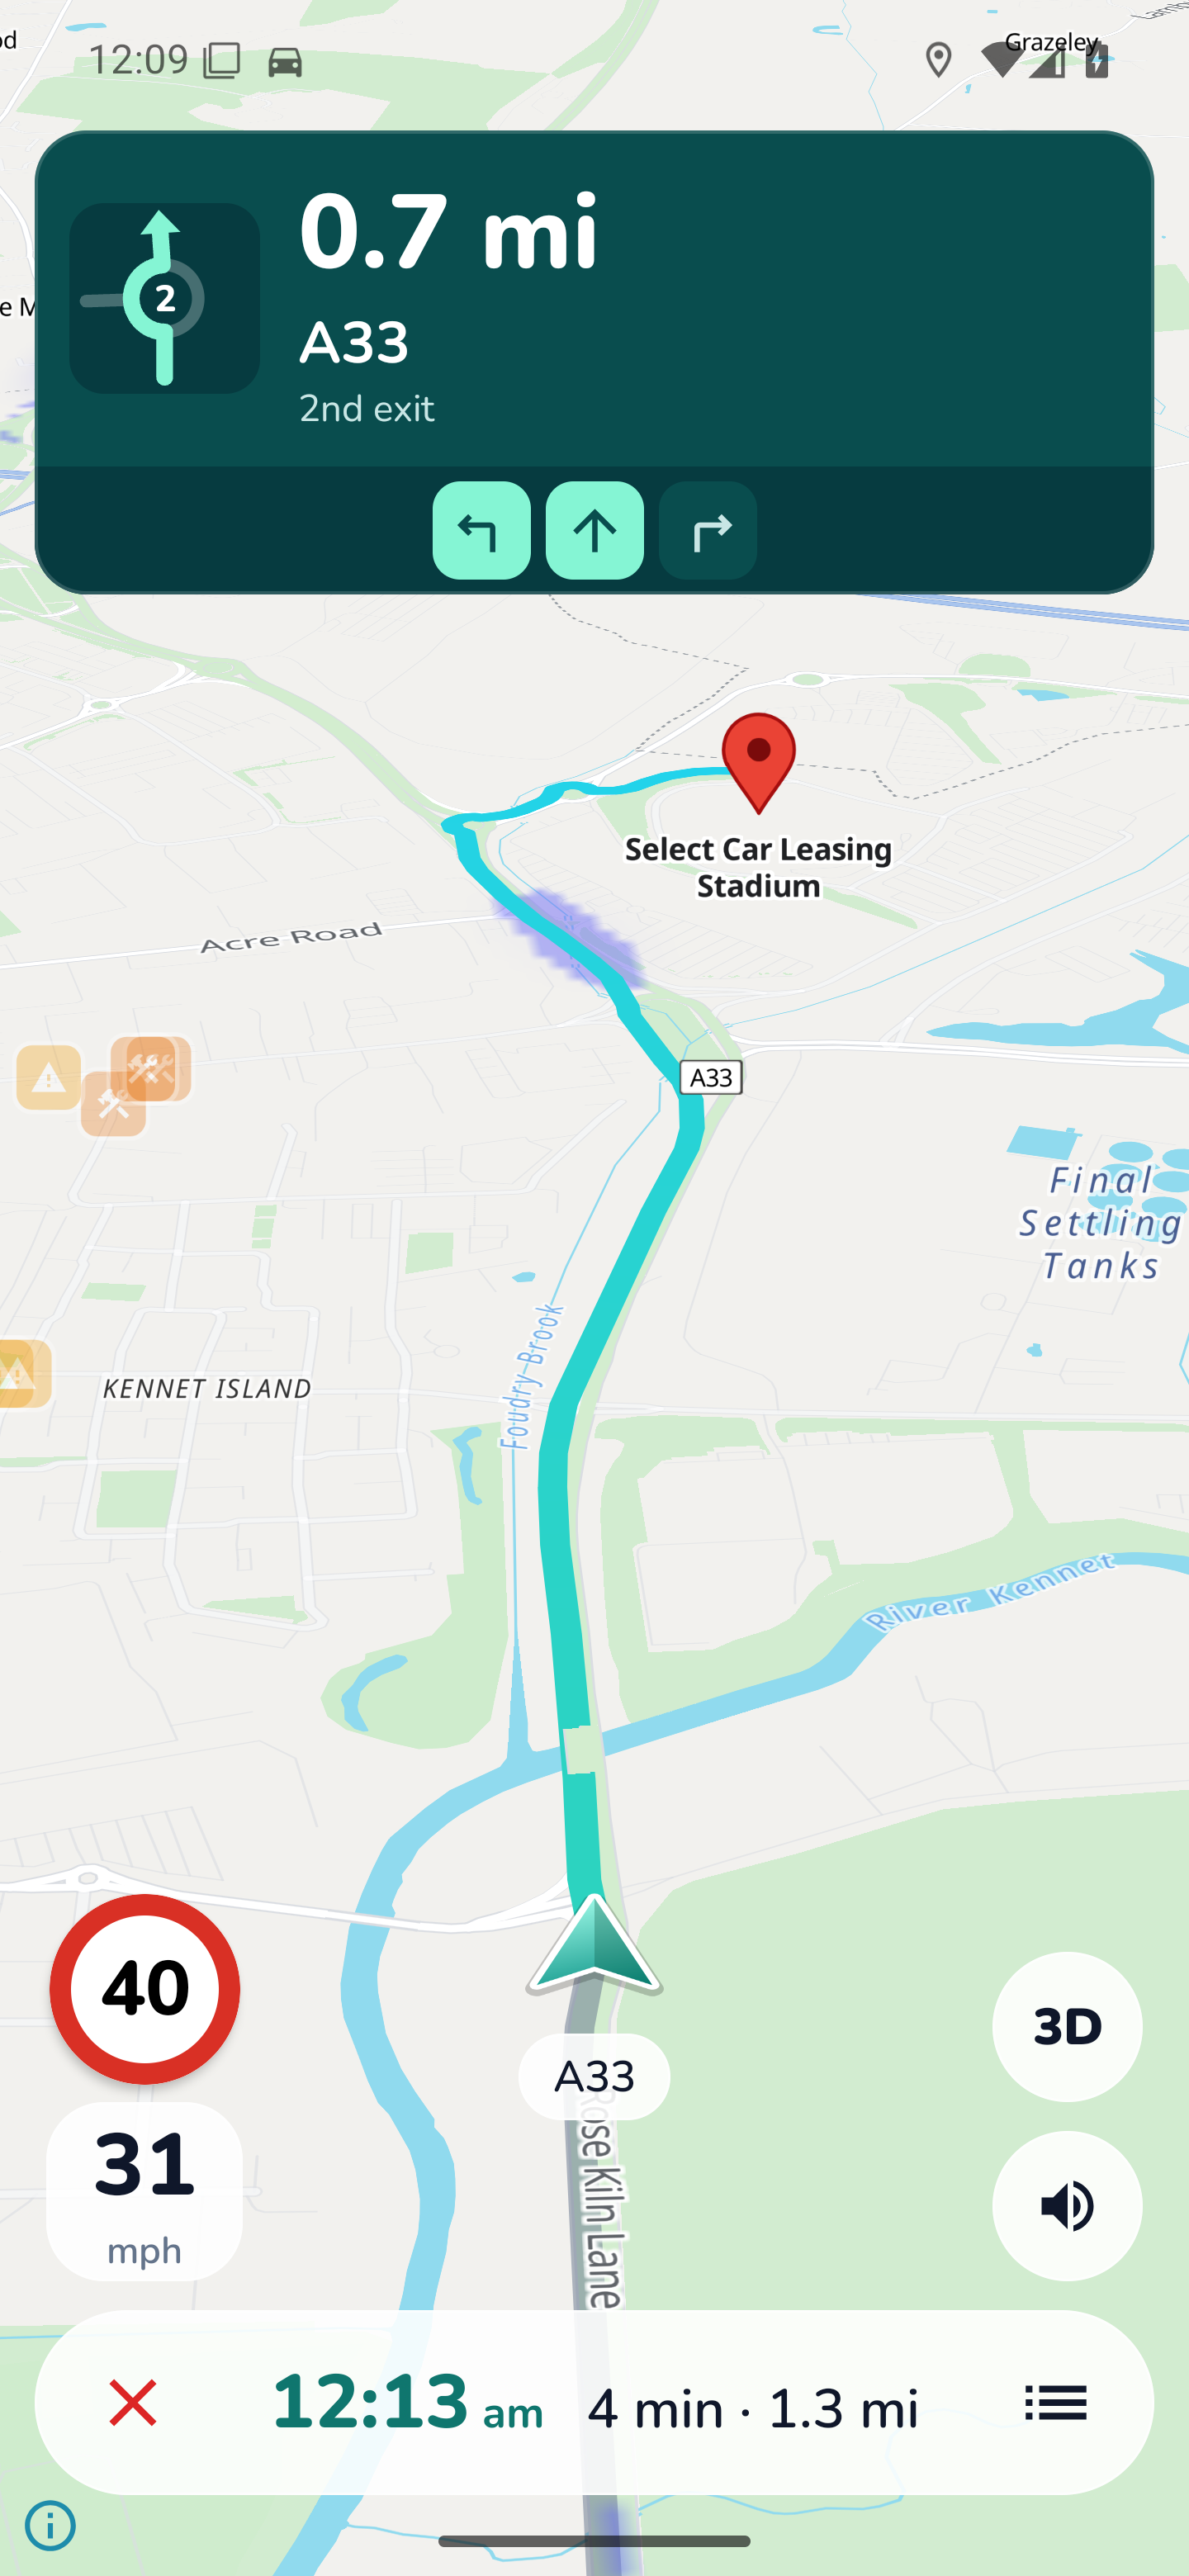 od
12:09
Grazeley
e M
2
0.7 mi
A33
2nd exit
Select Car Leasing
Stadium
Acre Road
A33
Final
Settling
Tanks
Foudry Brook
KENNET ISLAND
River Kennet
40
3D
A33
31
mph
ose Kiln Lane
12:13 am
4 min · 1.3 mi